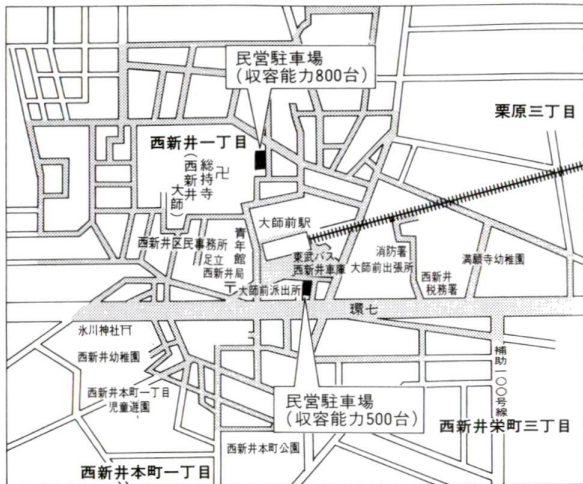 民営駐車場
（収容能力800台）
栗原三丁目
西新井一丁目
卍
総持寺
（西新井大師）
大師前駅
青年館
西新井区民事務所
足立
西新井局
〒
大師前派出所
東武バス
西新井車庫
消防署
大師前出張所
西新井
税務署
満願寺幼稚園
環七
氷川神社
西新井幼稚園
西新井本町一丁目
児童遊園
補助一〇〇号線
民営駐車場
（収容能力500台）
西新井栄町三丁目
西新井本町公園
西新井本町一丁目